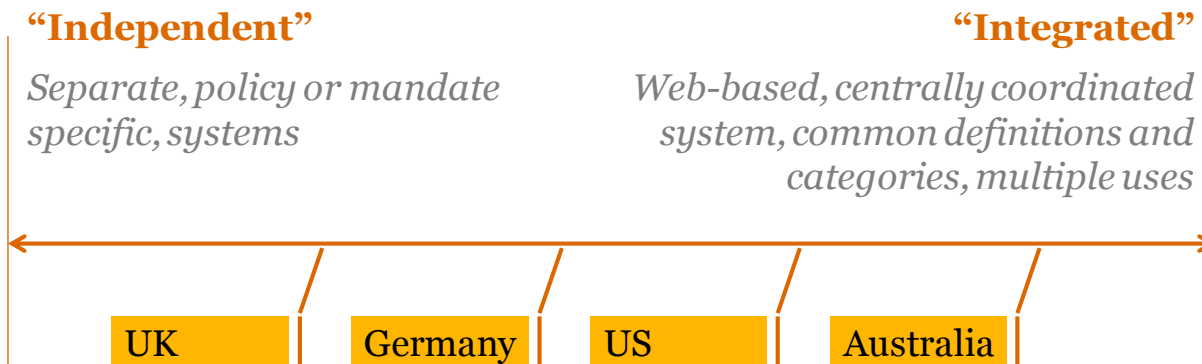 “Independent”
Separate, policy or mandate
specific, systems
“Integrated”
Web-based, centrally coordinated
system, common definitions and
categories, multiple uses
UK
Germany
US
Australia